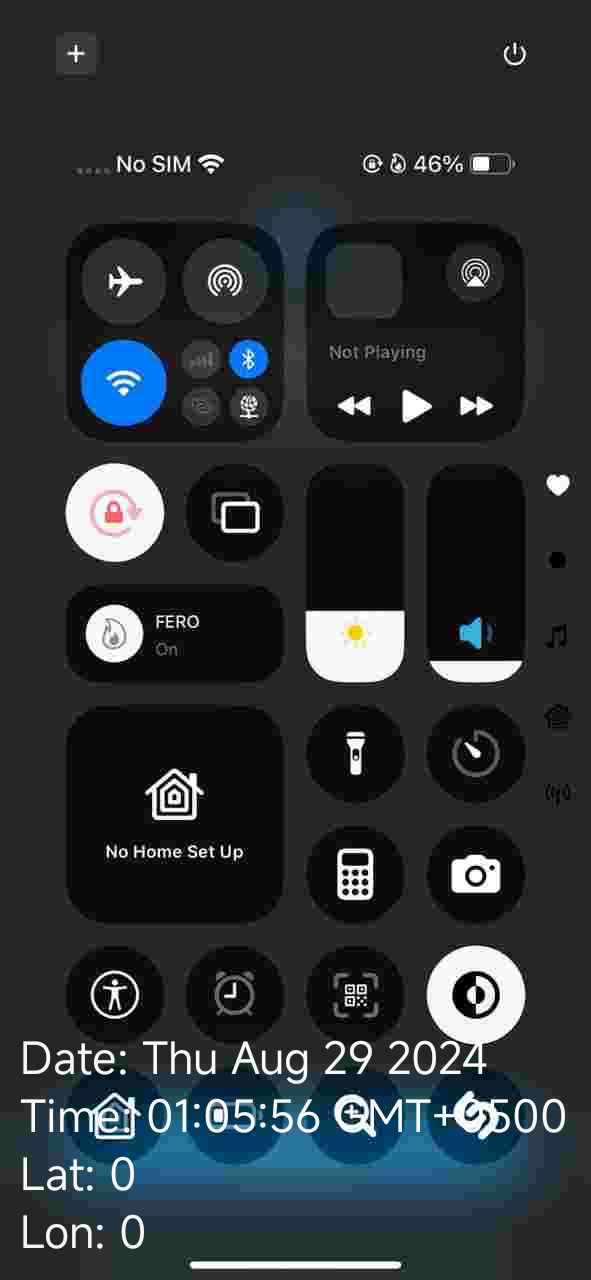 No SIM 46%
Not Playing
FERO
On
No Home Set Up
Date: Thu Aug 29 2024
Time: 01:05:56 GMT+0500
Lat: 0
Lon: 0